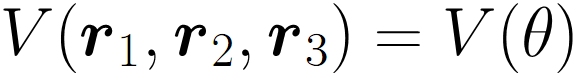 V(𝒓₁, 𝒓₂, 𝒓₃) = V(θ)